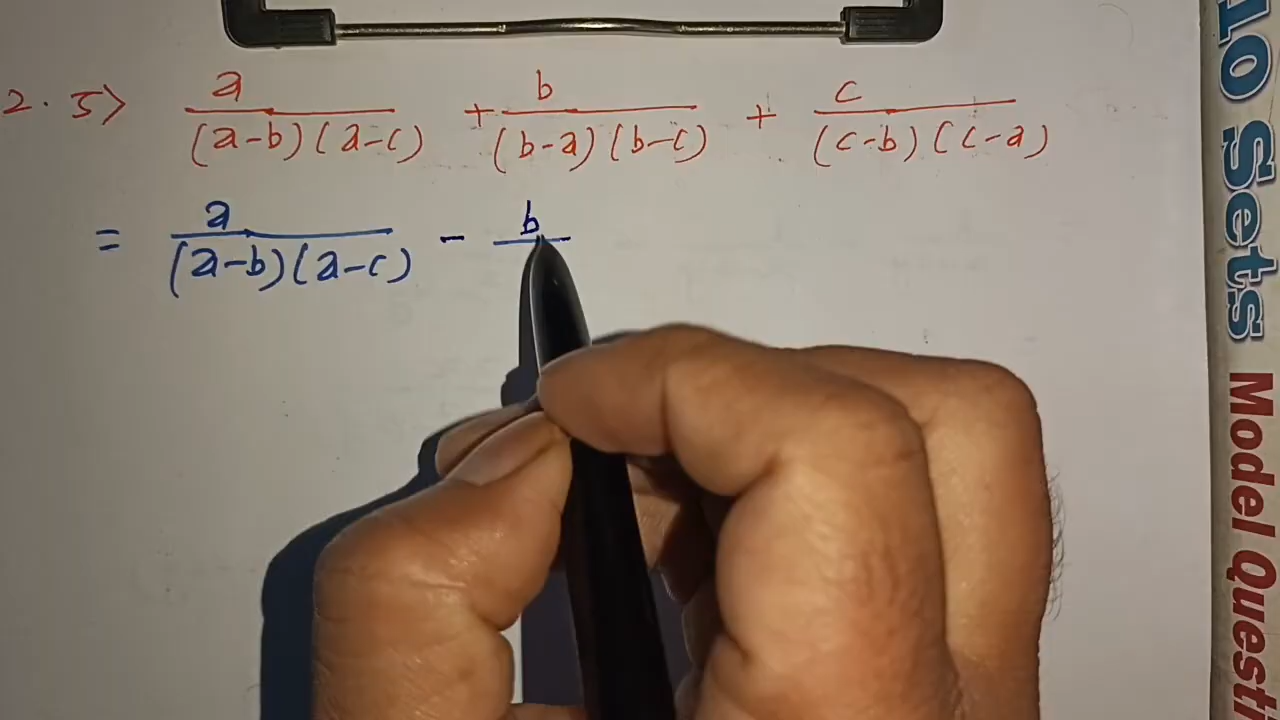 2.5> a/((a-b)(a-c)) + b/((b-a)(b-c)) + c/((c-b)(c-a))
= a/((a-b)(a-c)) - b
10 Sets Model Questi